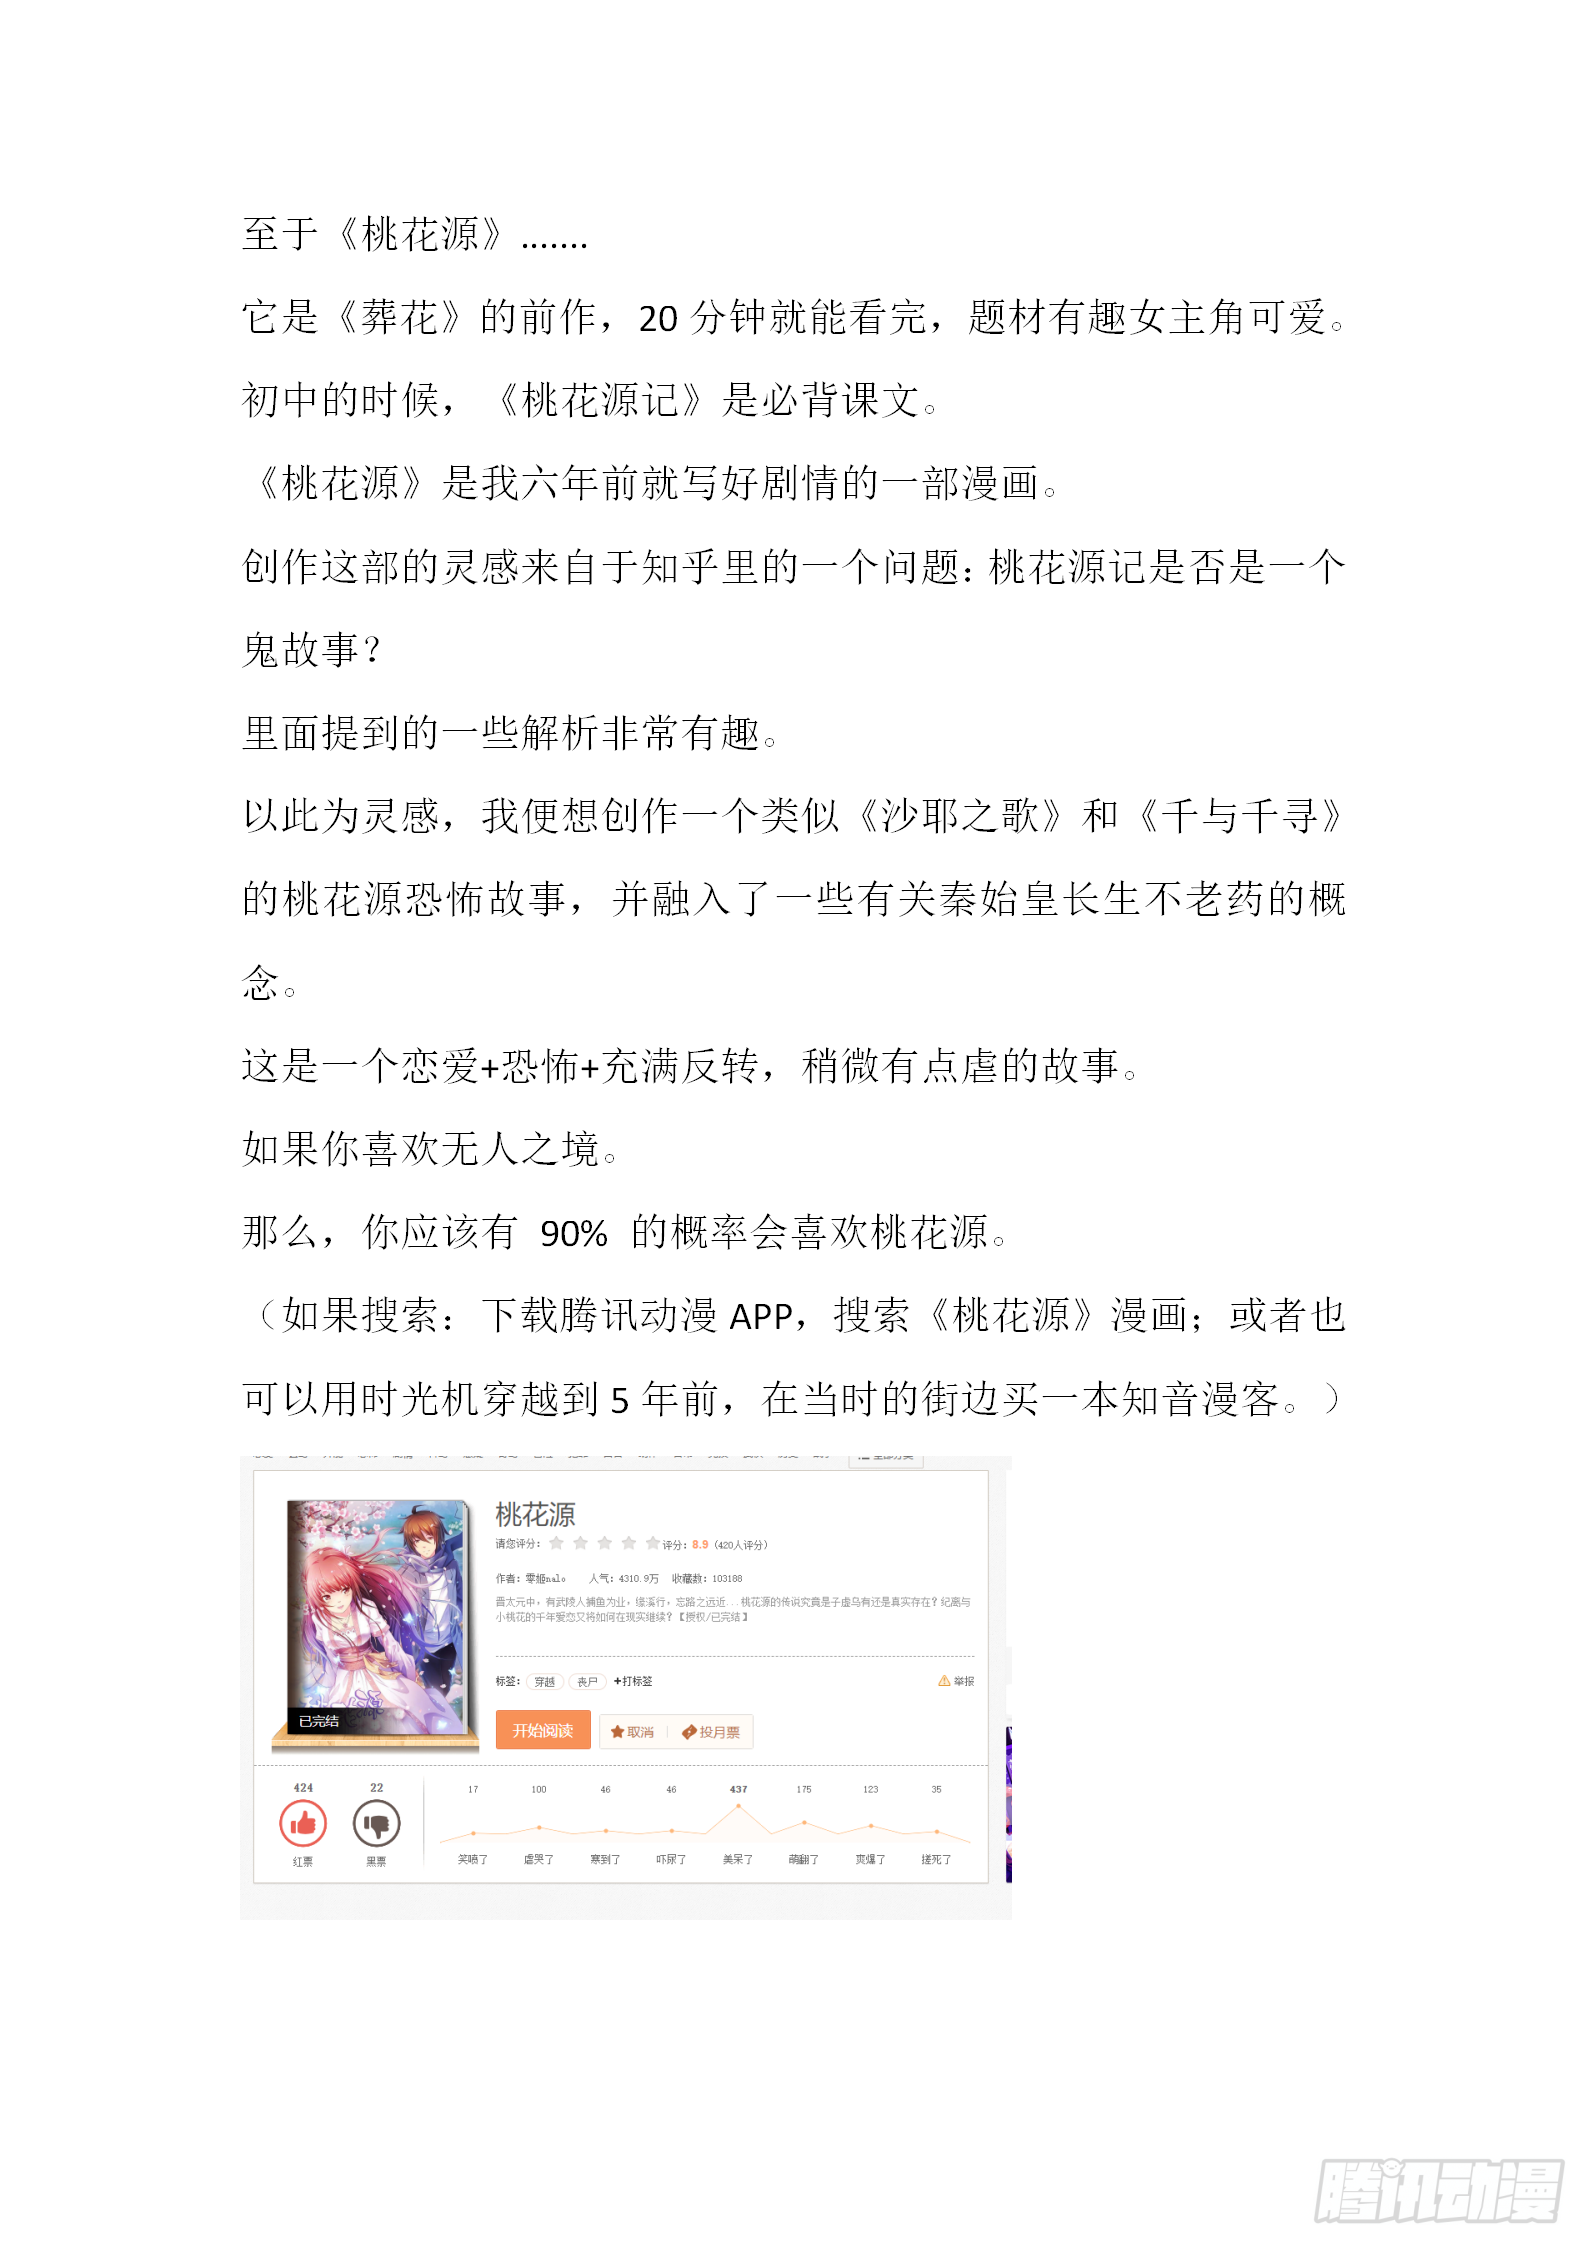 至于《桃花源》.......
它是《葬花》的前作，20 分钟就能看完，题材有趣女主角可爱。
初中的时候，《桃花源记》是必背课文。
《桃花源》是我六年前就写好剧情的一部漫画。
创作这部的灵感来自于知乎里的一个问题：桃花源记是否是一个
鬼故事？
里面提到的一些解析非常有趣。
以此为灵感，我便想创作一个类似《沙耶之歌》和《千与千寻》
的桃花源恐怖故事，并融入了一些有关秦始皇长生不老药的概
念。
这是一个恋爱+恐怖+充满反转，稍微有点虐的故事。
如果你喜欢无人之境。
那么，你应该有 90% 的概率会喜欢桃花源。
（如果搜索：下载腾讯动漫 APP，搜索《桃花源》漫画；或者也
可以用时光机穿越到 5 年前，在当时的街边买一本知音漫客。）
桃花源
请您评分： 评分：8.9（420人评分）
作者：零姬nalo 人气：4310.9万 收藏数：103188
晋太元中，有武陵人捕鱼为业，缘溪行，忘路之远近...桃花源的传说究竟是子虚乌有还是真实存在？纪离与
小桃花的千年爱恋又将如何在现实继续？【授权/已完结】
标签： 穿越 丧尸 +打标签 举报
已完结
开始阅读 取消 投月票
424 22 17 100 46 46 437 175 123 35
红票 黑票 笑喷了 虐哭了 寒到了 吓尿了 美呆了 萌翻了 爽爆了 搓死了
腾讯动漫